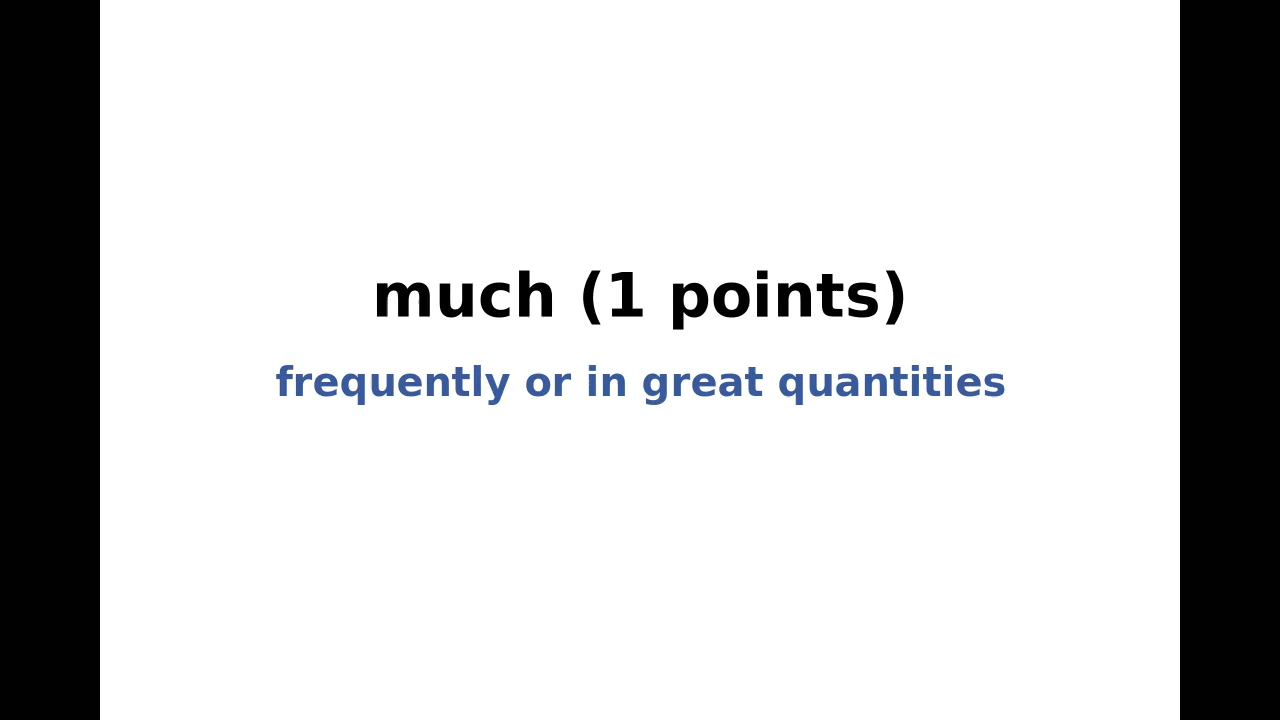 much (1 points)
frequently or in great quantities